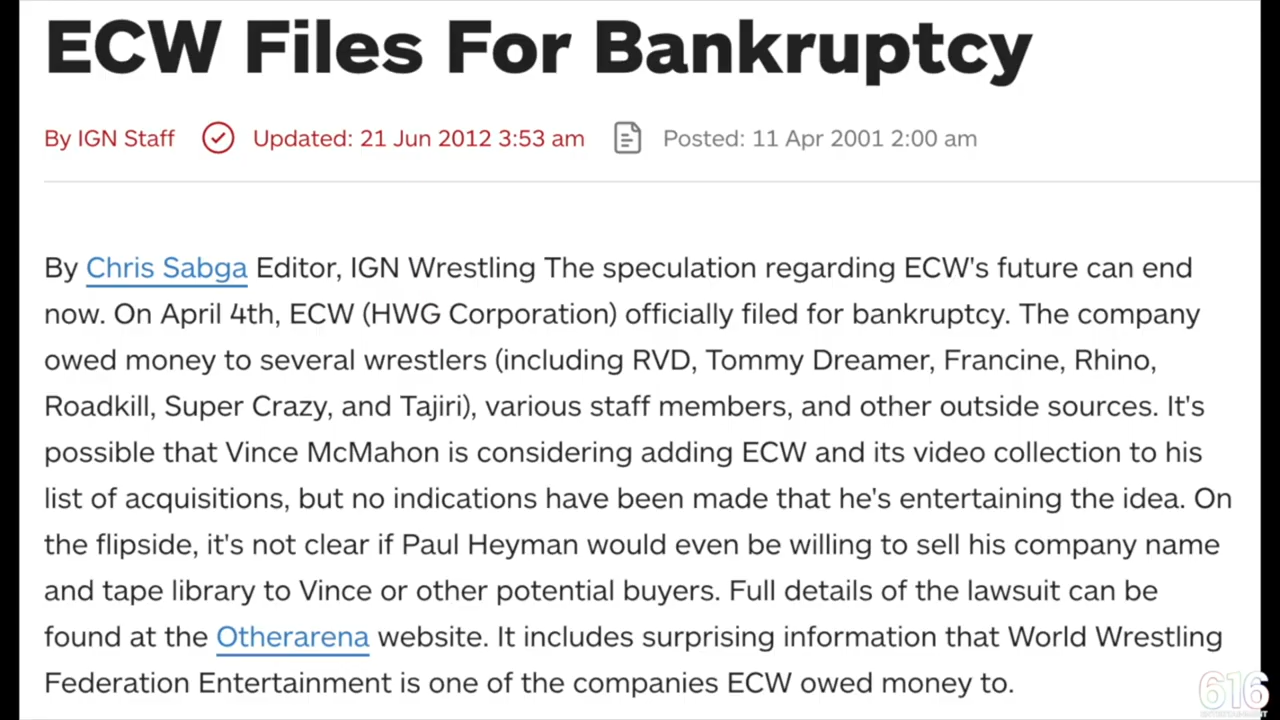 ECW Files For Bankruptcy
By IGN Staff Updated: 21 Jun 2012 3:53 am Posted: 11 Apr 2001 2:00 am
By Chris Sabga Editor, IGN Wrestling The speculation regarding ECW's future can end
now. On April 4th, ECW (HWG Corporation) officially filed for bankruptcy. The company
owed money to several wrestlers (including RVD, Tommy Dreamer, Francine, Rhino,
Roadkill, Super Crazy, and Tajiri), various staff members, and other outside sources. It's
possible that Vince McMahon is considering adding ECW and its video collection to his
list of acquisitions, but no indications have been made that he's entertaining the idea. On
the flipside, it's not clear if Paul Heyman would even be willing to sell his company name
and tape library to Vince or other potential buyers. Full details of the lawsuit can be
found at the Otherarena website. It includes surprising information that World Wrestling
Federation Entertainment is one of the companies ECW owed money to.
616
ENTERTAINMENT